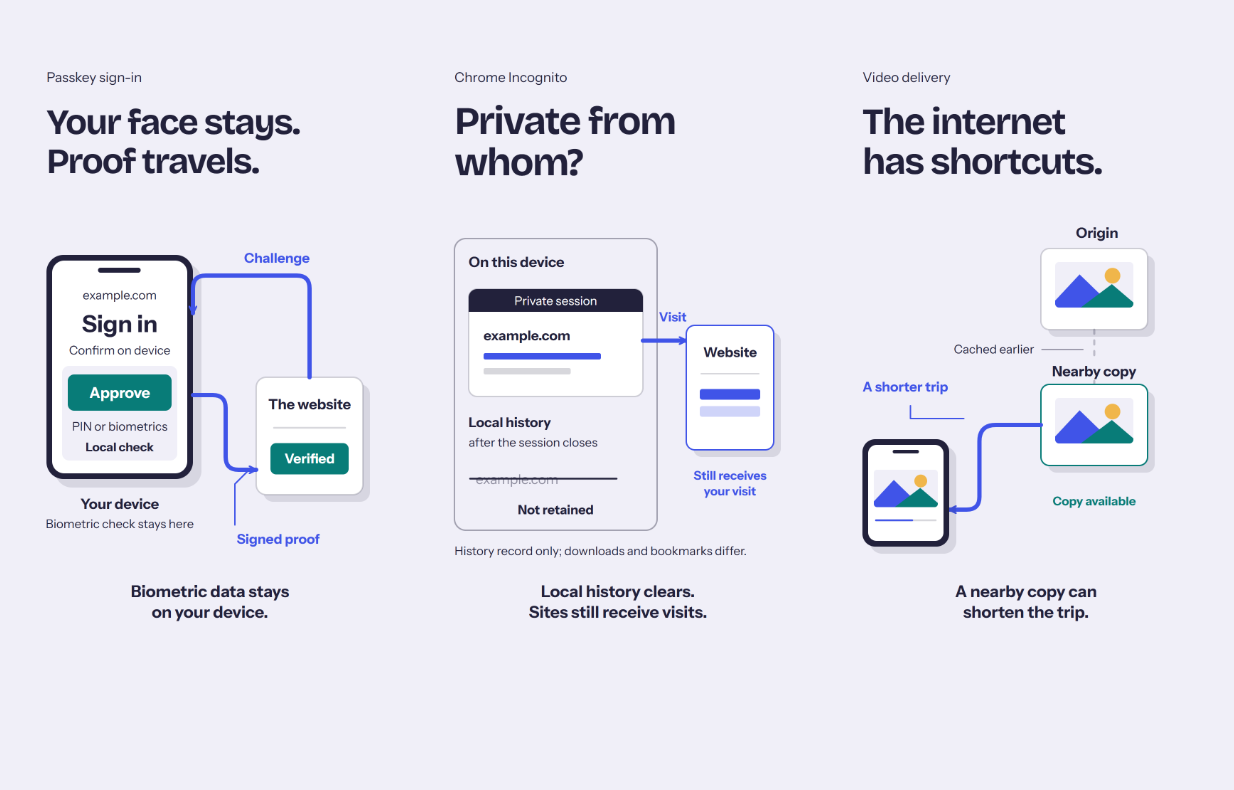 Passkey sign-in
Your face stays.
Proof travels.
Challenge
example.com
Sign in
Confirm on device
Approve
PIN or biometrics
Local check
The website
Verified
Your device
Biometric check stays here
Signed proof
Biometric data stays
on your device.
Chrome Incognito
Private from
whom?
On this device
Private session
example.com
Visit
Website
Local history
after the session closes
example.com
Not retained
Still receives
your visit
History record only; downloads and bookmarks differ.
Local history clears.
Sites still receive visits.
Video delivery
The internet
has shortcuts.
Origin
Cached earlier
Nearby copy
A shorter trip
Copy available
A nearby copy can
shorten the trip.